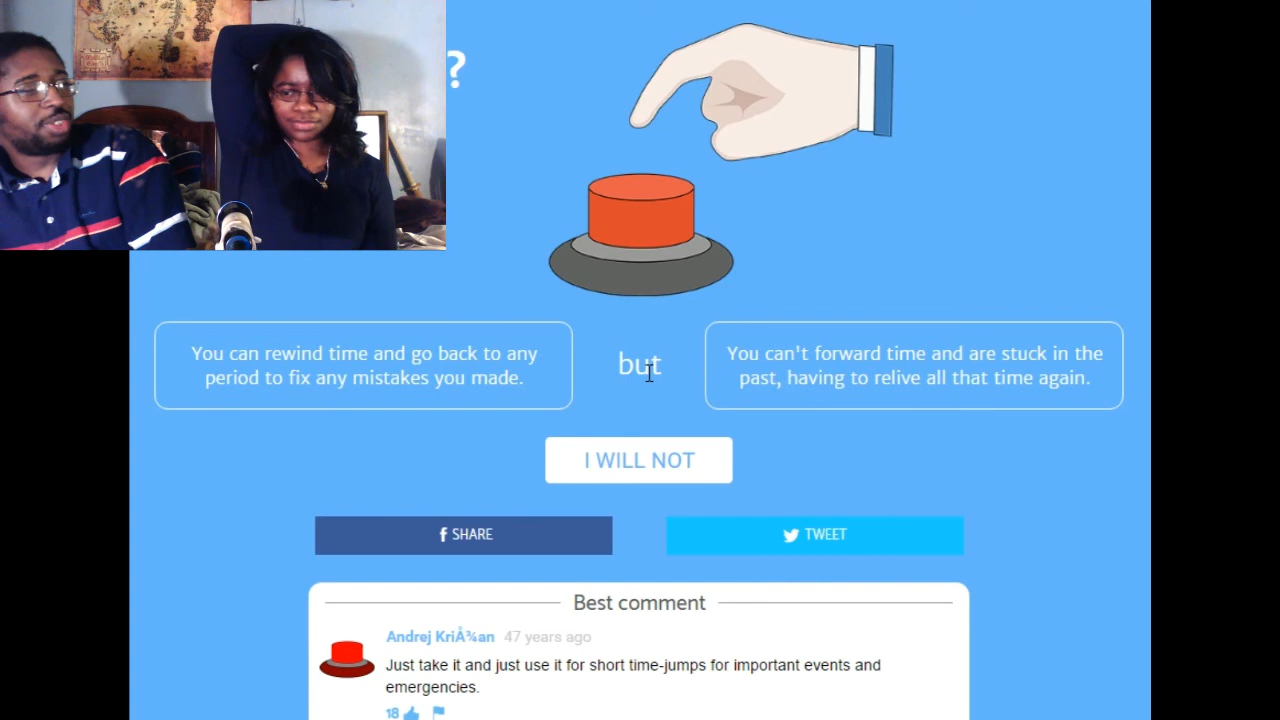 ?
You can rewind time and go back to any
period to fix any mistakes you made.
but
You can't forward time and are stuck in the
past, having to relive all that time again.
I WILL NOT
f SHARE
TWEET
Best comment
Andrej KriÅ¾an 47 years ago
Just take it and just use it for short time-jumps for important events and
emergencies.
18